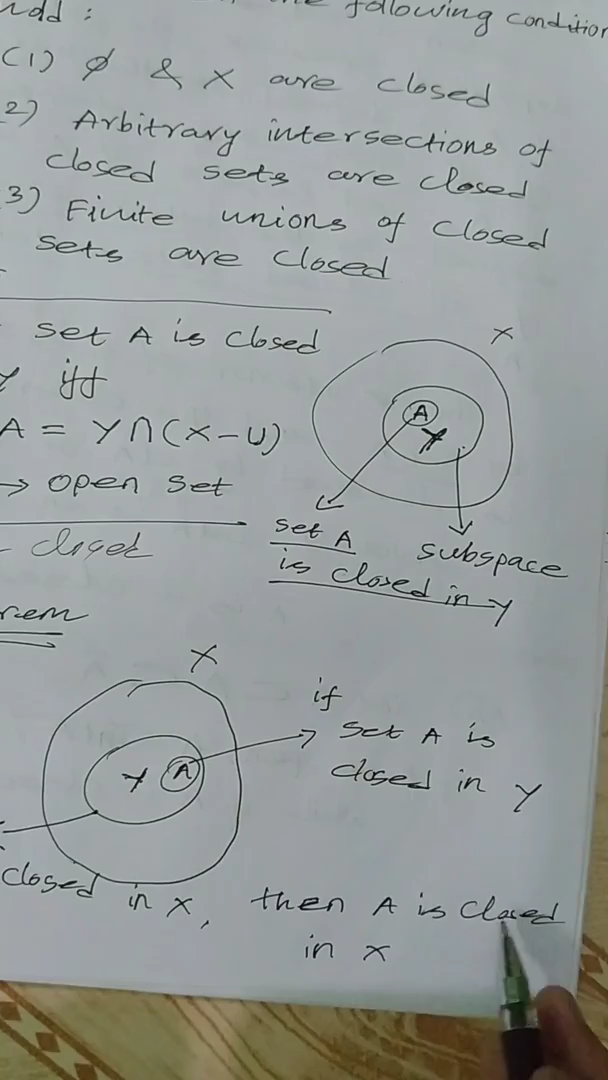 following condition
(1) ∅ & X are closed
2) Arbitrary intersections of
closed sets are closed
3) Finite unions of closed
sets are closed
set A is closed
iff
A = Y∩(X-U)
→ open set
closed
X
A
Y
set A
is closed in Y
subspace
X
Y
A
if
set A is
closed in Y
closed in X, then A is closed
in X